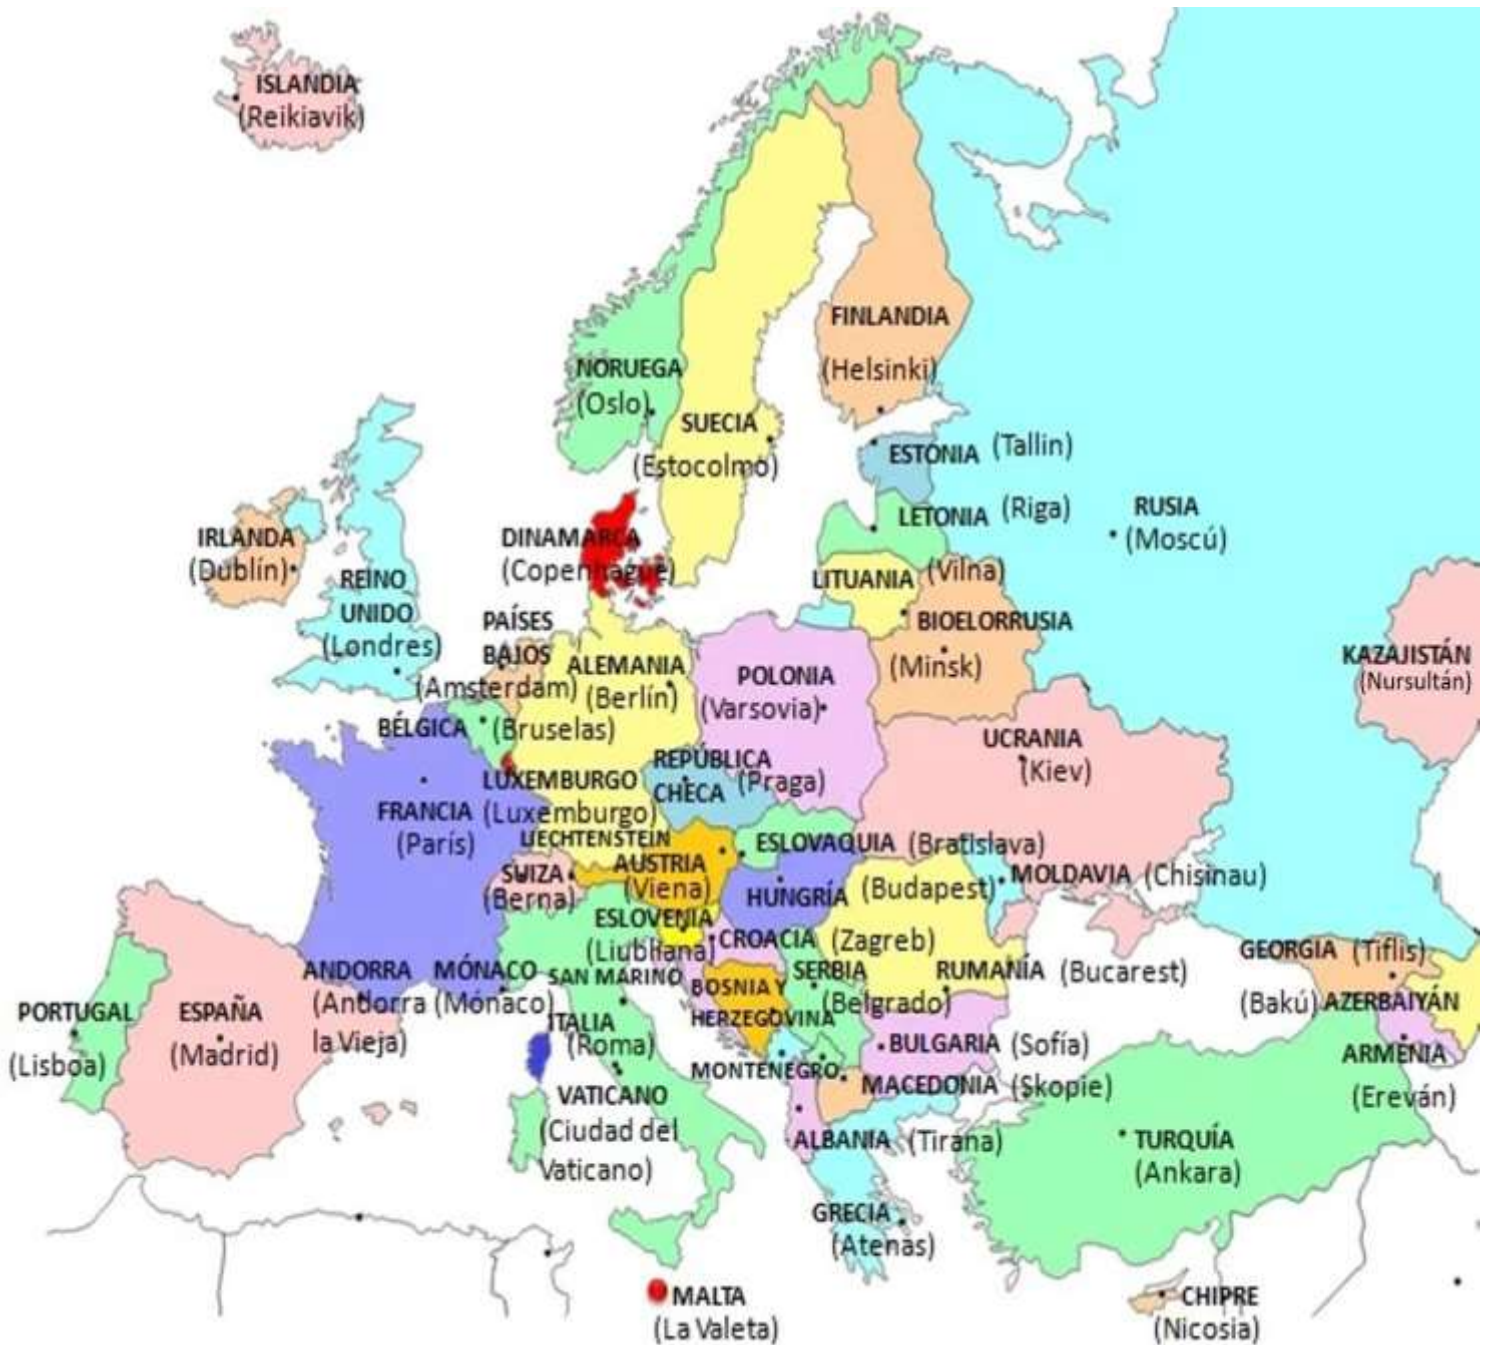 ISLANDIA
(Reikiavik)
FINLANDIA
(Helsinki)
NORUEGA
(Oslo)
SUECIA
(Estocolmo)
ESTONIA (Tallin)
LETONIA (Riga)
RUSIA
(Moscú)
IRLANDA
(Dublín)
DINAMARCA
(Copenhague)
REINO
UNIDO
(Londres)
LITUANIA (Vilna)
BIOELORRUSIA
(Minsk)
PAÍSES
BAJOS
(Amsterdam)
ALEMANIA
(Berlín)
POLONIA
(Varsovia)
KAZAJISTÁN
(Nursultán)
BÉLGICA (Bruselas)
UCRANIA
(Kiev)
LUXEMBURGO
(Luxemburgo)
REPÚBLICA
CHECA (Praga)
FRANCIA
(París)
LIECHTENSTEIN
ESLOVAQUIA (Bratislava)
AUSTRIA
(Viena)
SUIZA
(Berna)
HUNGRÍA (Budapest)
MOLDAVIA (Chisinau)
ESLOVENIA
(Liubliana)
CROACIA (Zagreb)
ANDORRA
(Andorra
la Vieja)
MÓNACO
(Mónaco)
SAN MARINO
BOSNIA Y
HERZEGOVINA
SERBIA
(Belgrado)
RUMANÍA (Bucarest)
GEORGIA (Tiflis)
(Bakú) AZERBAIYÁN
PORTUGAL
(Lisboa)
ESPAÑA
(Madrid)
ITALIA
(Roma)
BULGARIA (Sofía)
ARMENIA
(Ereván)
MONTENEGRO
MACEDONIA (Skopie)
VATICANO
(Ciudad del
Vaticano)
ALBANIA (Tirana)
TURQUÍA
(Ankara)
GRECIA
(Atenas)
MALTA
(La Valeta)
CHIPRE
(Nicosia)